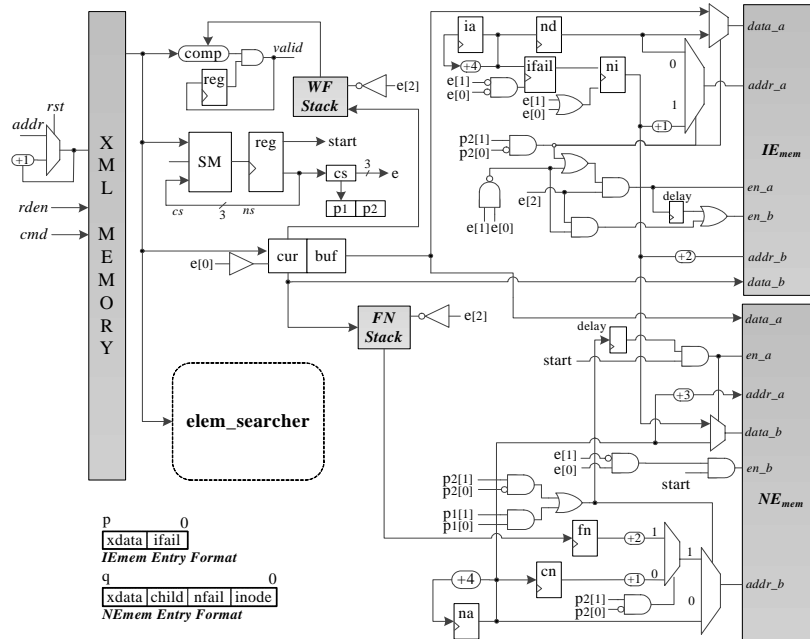 ia
nd
data_a
comp
valid
reg
WF
Stack
e[2]
+4
ifail
ni
0
e[1]
e[0]
e[1]
e[0]
1
addr_a
rst
addr
+1
XML MEMORY
SM
reg
start
p2[1]
p2[0]
+1
IEmem
cs
3
e
cs
3
ns
p1
p2
e[2]
delay
en_a
en_b
rden
cmd
e[1]
e[0]
cur
buf
e[0]
+2
addr_b
data_b
FN
Stack
e[2]
data_a
delay
start
en_a
elem_searcher
+3
addr_a
data_b
e[1]
e[0]
start
en_b
NEmem
p2[1]
p2[0]
p1[1]
p1[0]
p
0
xdata
ifail
IEmem Entry Format
fn
+2
1
1
q
0
xdata
child
nfail
inode
NEmem Entry Format
+4
cn
+1
0
0
addr_b
na
p2[1]
p2[0]